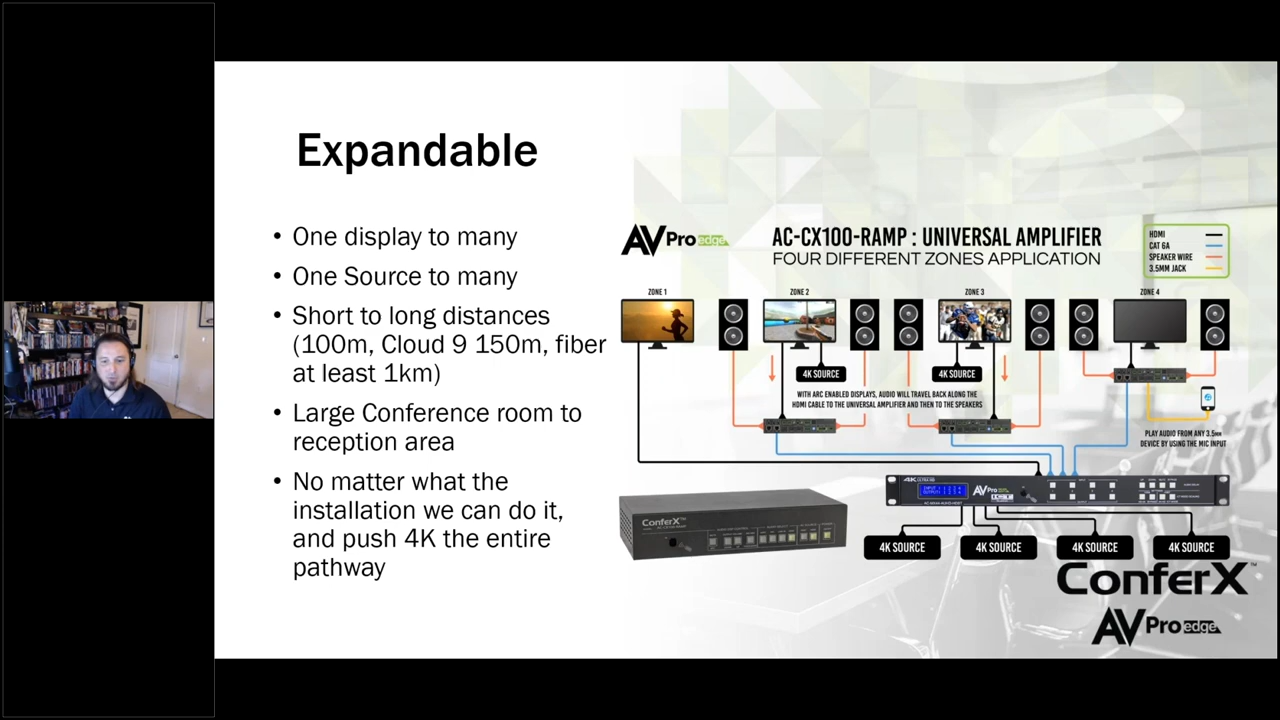 Expandable
• One display to many
• One Source to many
• Short to long distances
(100m, Cloud 9 150m, fiber
at least 1km)
• Large Conference room to
reception area
• No matter what the
installation we can do it,
and push 4K the entire
pathway
AVPro edge
AC-CX100-RAMP : UNIVERSAL AMPLIFIER
FOUR DIFFERENT ZONES APPLICATION
HDMI
CAT 6A
SPEAKER WIRE
3.5MM JACK
ZONE 1
ZONE 2
ZONE 3
ZONE 4
4K SOURCE
4K SOURCE
WITH ARC ENABLED DISPLAYS, AUDIO WILL TRAVEL BACK ALONG THE
HDMI CABLE TO THE UNIVERSAL AMPLIFIER AND THEN TO THE SPEAKERS
PLAY AUDIO FROM ANY 3.5MM
DEVICE BY USING THE MIC INPUT
4K
AVPro
ConferX
4K SOURCE
4K SOURCE
4K SOURCE
4K SOURCE
ConferX™
AVPro edge